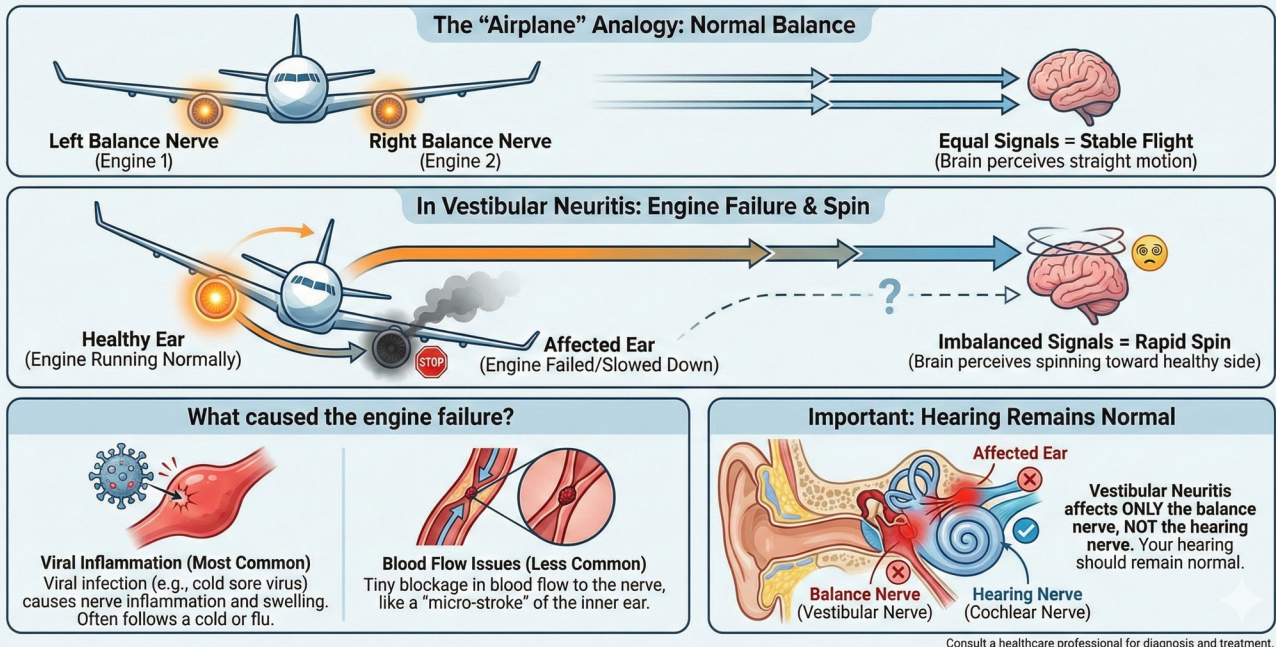 The “Airplane” Analogy: Normal Balance
Left Balance Nerve
(Engine 1)
Right Balance Nerve
(Engine 2)
Equal Signals = Stable Flight
(Brain perceives straight motion)
In Vestibular Neuritis: Engine Failure & Spin
?
Healthy Ear
(Engine Running Normally)
STOP
Affected Ear
(Engine Failed/Slowed Down)
Imbalanced Signals = Rapid Spin
(Brain perceives spinning toward healthy side)
What caused the engine failure?
Viral Inflammation (Most Common)
Viral infection (e.g., cold sore virus)
causes nerve inflammation and swelling.
Often follows a cold or flu.
Blood Flow Issues (Less Common)
Tiny blockage in blood flow to the nerve,
like a “micro-stroke” of the inner ear.
Important: Hearing Remains Normal
Affected Ear
Balance Nerve
(Vestibular Nerve)
Hearing Nerve
(Cochlear Nerve)
Vestibular Neuritis
affects ONLY the balance
nerve, NOT the hearing
nerve. Your hearing
should remain normal.
Consult a healthcare professional for diagnosis and treatment.